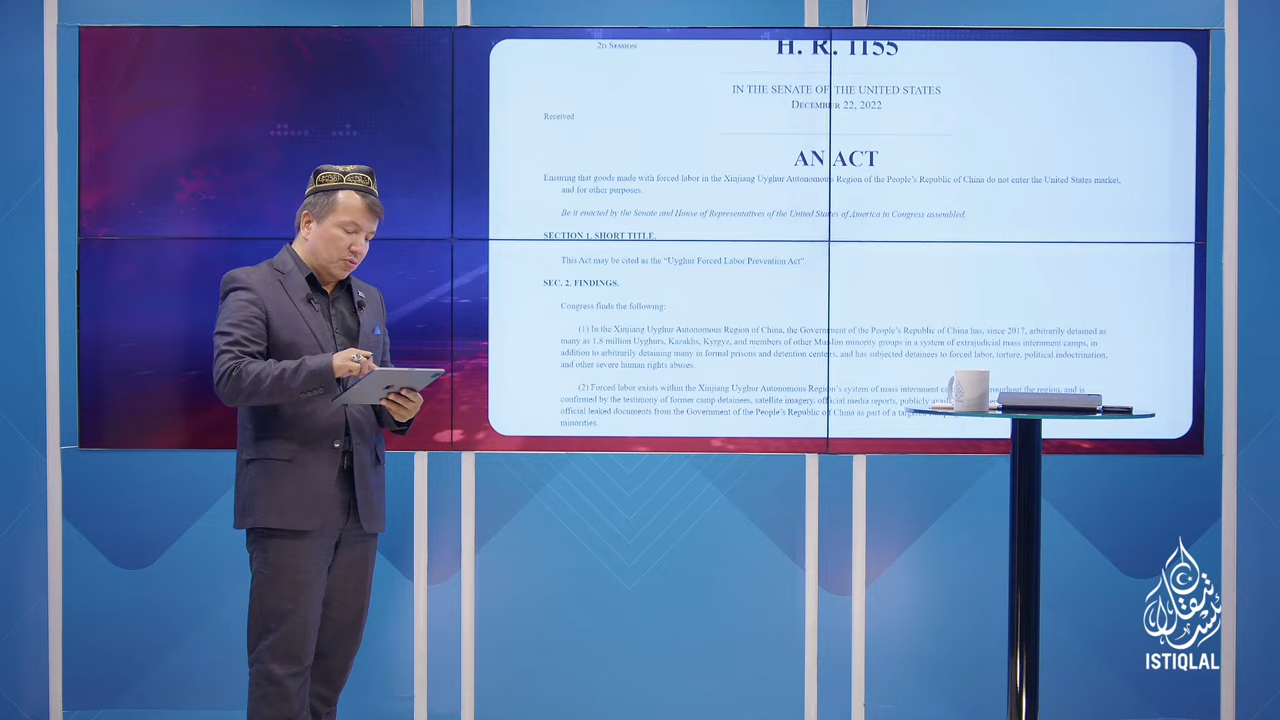 2D SESSION
H. R. 1155
IN THE SENATE OF THE UNITED STATES
DECEMBER 22, 2022
Received
AN ACT
Ensuring that goods made with forced labor in the Xinjiang Uyghur Autonomous Region of the People's Republic of China do not enter the United States market,
and for other purposes.
Be it enacted by the Senate and House of Representatives of the United States of America in Congress assembled,
SECTION 1. SHORT TITLE.
This Act may be cited as the “Uyghur Forced Labor Prevention Act”.
SEC. 2. FINDINGS.
Congress finds the following:
(1) In the Xinjiang Uyghur Autonomous Region of China, the Government of the People's Republic of China has, since 2017, arbitrarily detained as
many as 1.8 million Uyghurs, Kazakhs, Kyrgyz, and members of other Muslim minority groups in a system of extrajudicial mass internment camps, in
addition to arbitrarily detaining many in formal prisons and detention centers, and has subjected detainees to forced labor, torture, political indoctrination,
and other severe human rights abuses.
(2) Forced labor exists within the Xinjiang Uyghur Autonomous Region's system of mass internment throughout the region, and is
confirmed by the testimony of former camp detainees, satellite imagery, official media reports, publicly
official leaked documents from the Government of the People's Republic of China as part of a
minorities.
ئىستىقلال
ISTIQLAL